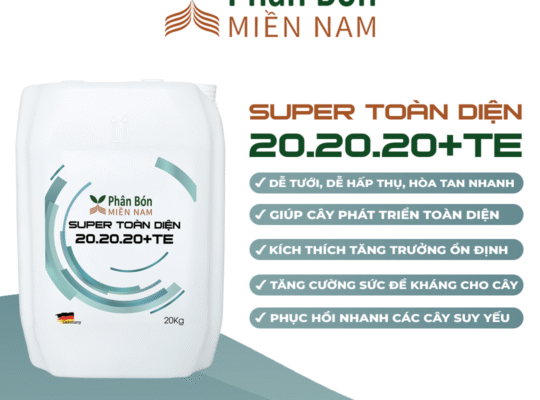 Phân Bón
MIỀN NAM
SUPER TOÀN DIỆN
20.20.20+TE
DỄ TƯỚI, DỄ HẤP THỤ, HÒA TAN NHANH
GIÚP CÂY PHÁT TRIỂN TOÀN DIỆN
KÍCH THÍCH TĂNG TRƯỞNG ỔN ĐỊNH
TĂNG CƯỜNG SỨC ĐỀ KHÁNG CHO CÂY
PHỤC HỒI NHANH CÁC CÂY SUY YẾU
Phân Bón
MIỀN NAM
SUPER TOÀN DIỆN
20.20.20+TE
Germany
20Kg